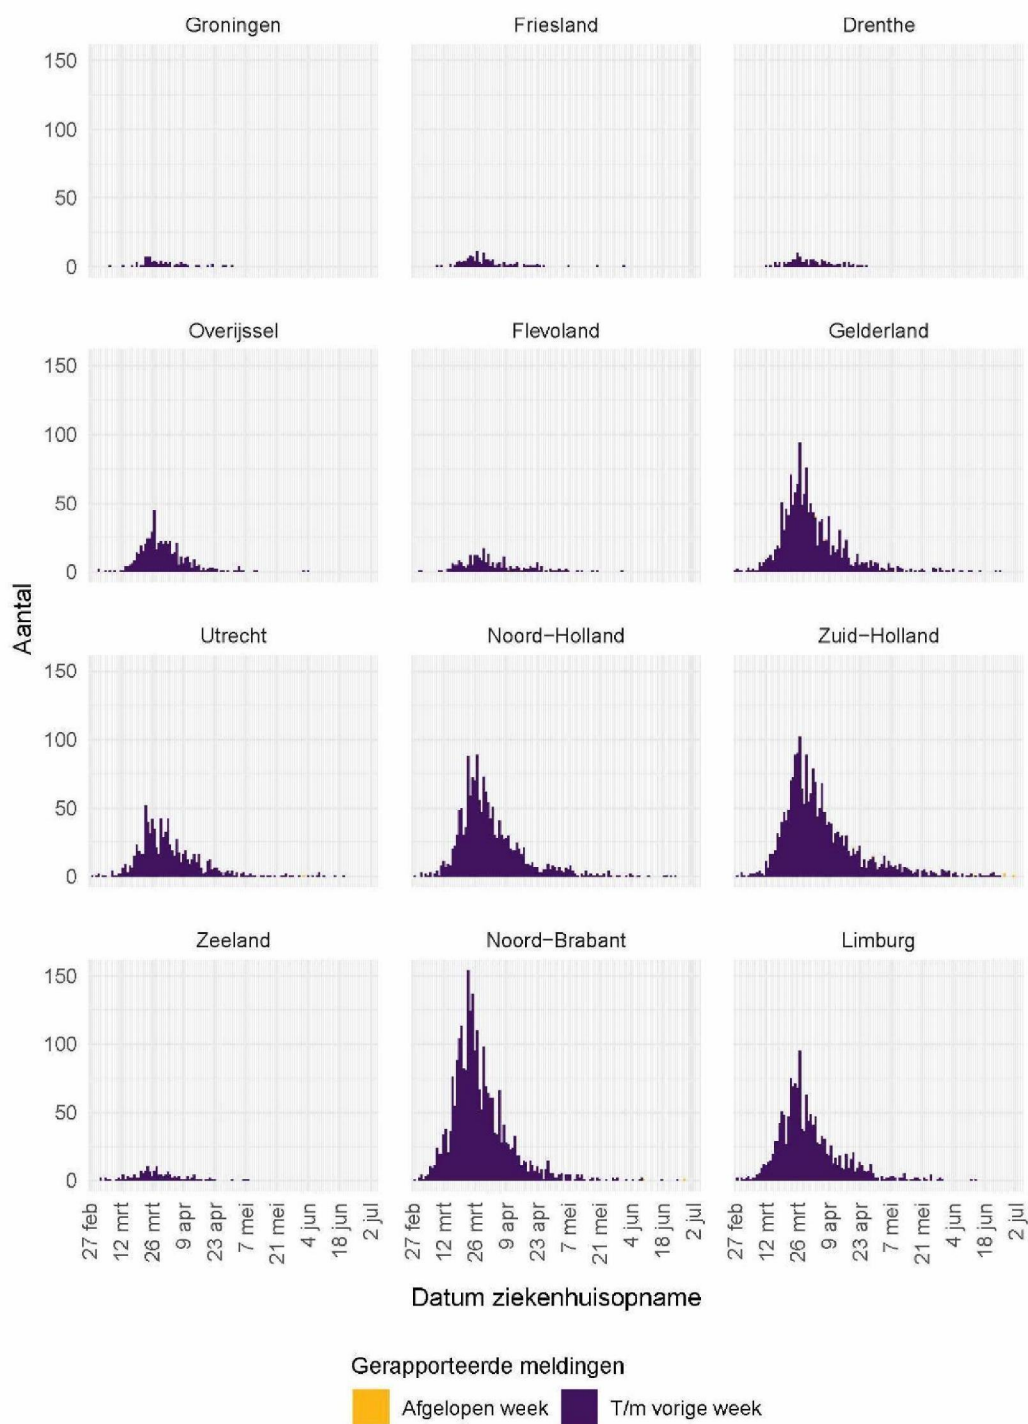 Groningen Friesland Drenthe
150
100
50
0
Overijssel Flevoland Gelderland
150
100
50
0
Aantal
Utrecht Noord-Holland Zuid-Holland
150
100
50
0
Zeeland Noord-Brabant Limburg
150
100
50
0
27 feb 12 mrt 26 mrt 9 apr 23 apr 7 mei 21 mei 4 jun 18 jun 2 jul 27 feb 12 mrt 26 mrt 9 apr 23 apr 7 mei 21 mei 4 jun 18 jun 2 jul 27 feb 12 mrt 26 mrt 9 apr 23 apr 7 mei 21 mei 4 jun 18 jun 2 jul
Datum ziekenhuisopname
Gerapporteerde meldingen
Afgelopen week T/m vorige week